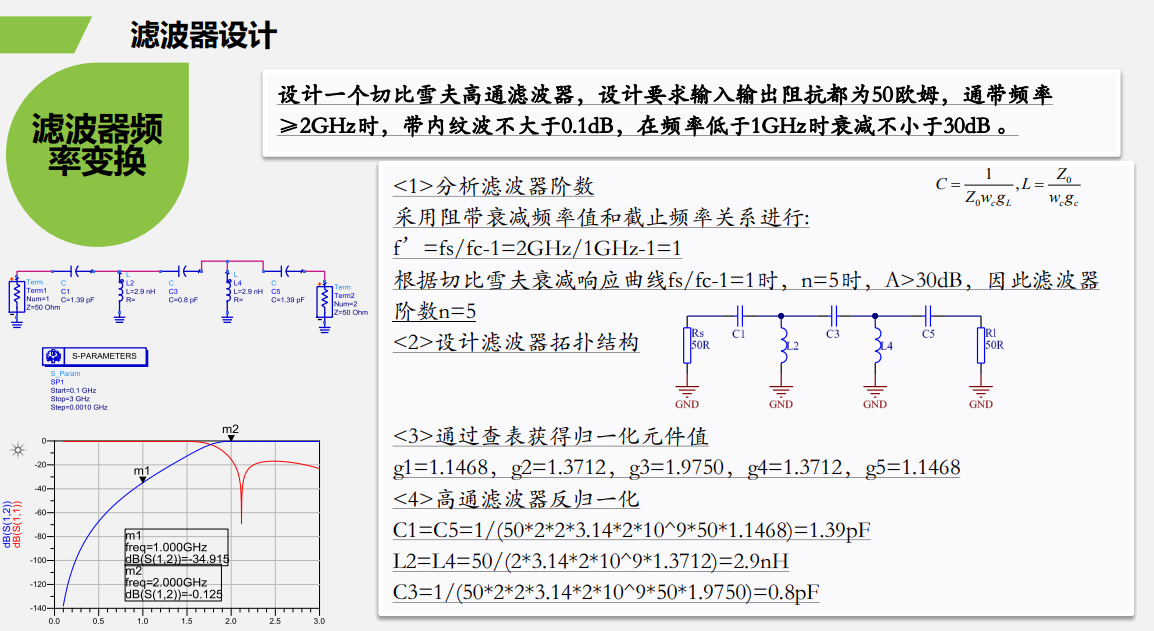 滤波器设计
滤波器频
率变换
设计一个切比雪夫高通滤波器，设计要求输入输出阻抗都为50欧姆，通带频率
≥2GHz时，带内纹波不大于0.1dB，在频率低于1GHz时衰减不小于30dB 。
<1>分析滤波器阶数
C = 1/(Z₀w_c g_L) , L = Z₀/(w_c g_c)
采用阻带衰减频率值和截止频率关系进行:
f’ =fs/fc-1=2GHz/1GHz-1=1
根据切比雪夫衰减响应曲线fs/fc-1=1时，n=5时，A>30dB，因此滤波器
阶数n=5
<2>设计滤波器拓扑结构
Rs
50R
C1
L2
C3
L4
C5
Rl
50R
GND
GND
GND
GND
<3>通过查表获得归一化元件值
g1=1.1468，g2=1.3712，g3=1.9750，g4=1.3712，g5=1.1468
<4>高通滤波器反归一化
C1=C5=1/(50*2*2*3.14*2*10^9*50*1.1468)=1.39pF
L2=L4=50/(2*3.14*2*10^9*1.3712)=2.9nH
C3=1/(50*2*2*3.14*2*10^9*50*1.9750)=0.8pF
Term
Term1
Num=1
Z=50 Ohm
C
C1
C=1.39 pF
L
L2
L=2.9 nH
R=
C
C3
C=0.8 pF
L
L4
L=2.9 nH
R=
C
C5
C=1.39 pF
Term
Term2
Num=2
Z=50 Ohm
S-PARAMETERS
S_Param
SP1
Start=0.1 GHz
Stop=3 GHz
Step=0.0010 GHz
m2
m1
0
-20
-40
-60
-80
-100
-120
-140
dB(S(1,2))
dB(S(1,1))
m1
freq=1.000GHz
dB(S(1,2))=-34.915
m2
freq=2.000GHz
dB(S(1,2))=-0.125
0.0 0.5 1.0 1.5 2.0 2.5 3.0